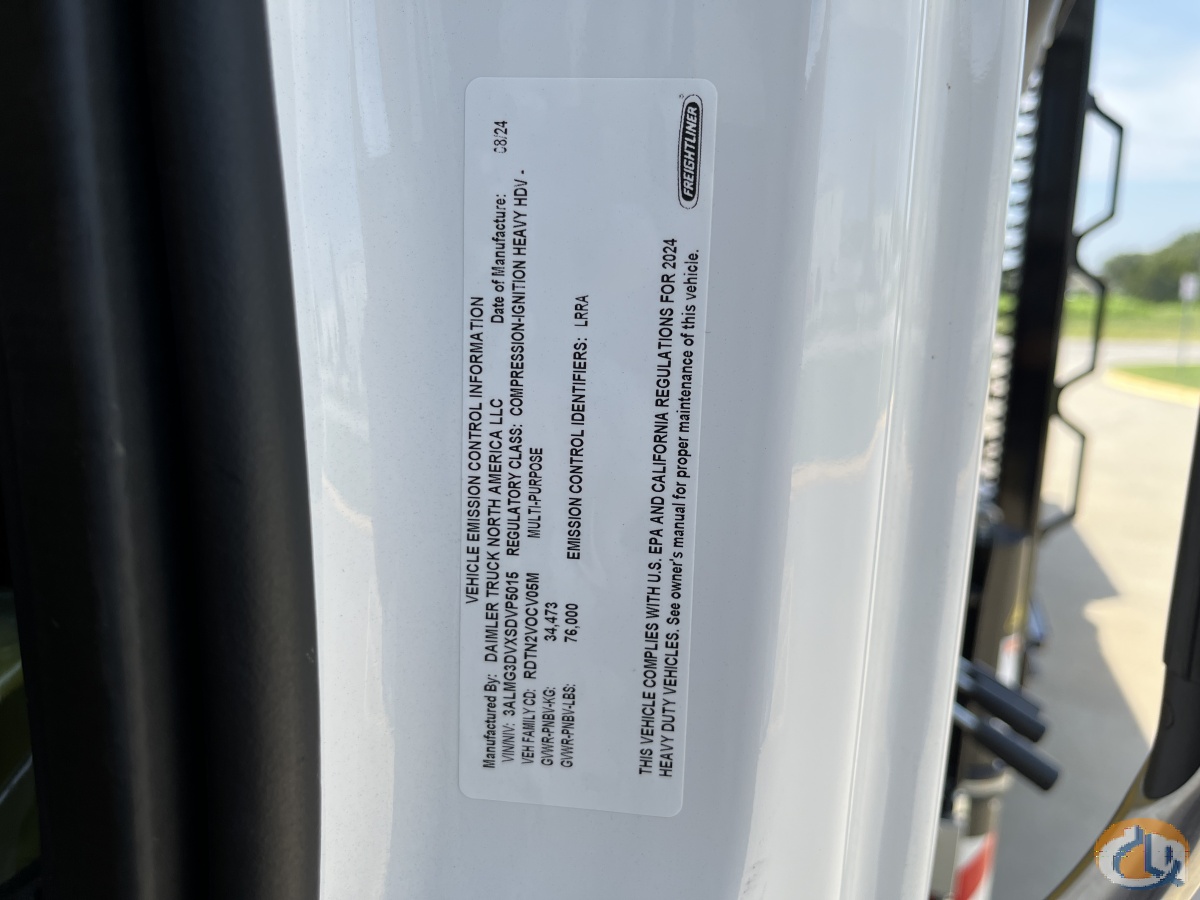 VEHICLE EMISSION CONTROL INFORMATION
Manufactured By: DAIMLER TRUCK NORTH AMERICA LLC Date of Manufacture: 08/24
VIN/NIV: 3ALMG3DVXSDVP5015 REGULATORY CLASS: COMPRESSION-IGNITION HEAVY HDV -
VEH FAMILY CD: RDTN2VOCV05M MULTI-PURPOSE
GVWR-PNBV-KG: 34,473
GVWR-PNBV-LBS: 76,000 EMISSION CONTROL IDENTIFIERS: LRRA
THIS VEHICLE COMPLIES WITH U.S. EPA AND CALIFORNIA REGULATIONS FOR 2024
HEAVY DUTY VEHICLES. See owner's manual for proper maintenance of this vehicle.
FREIGHTLINER